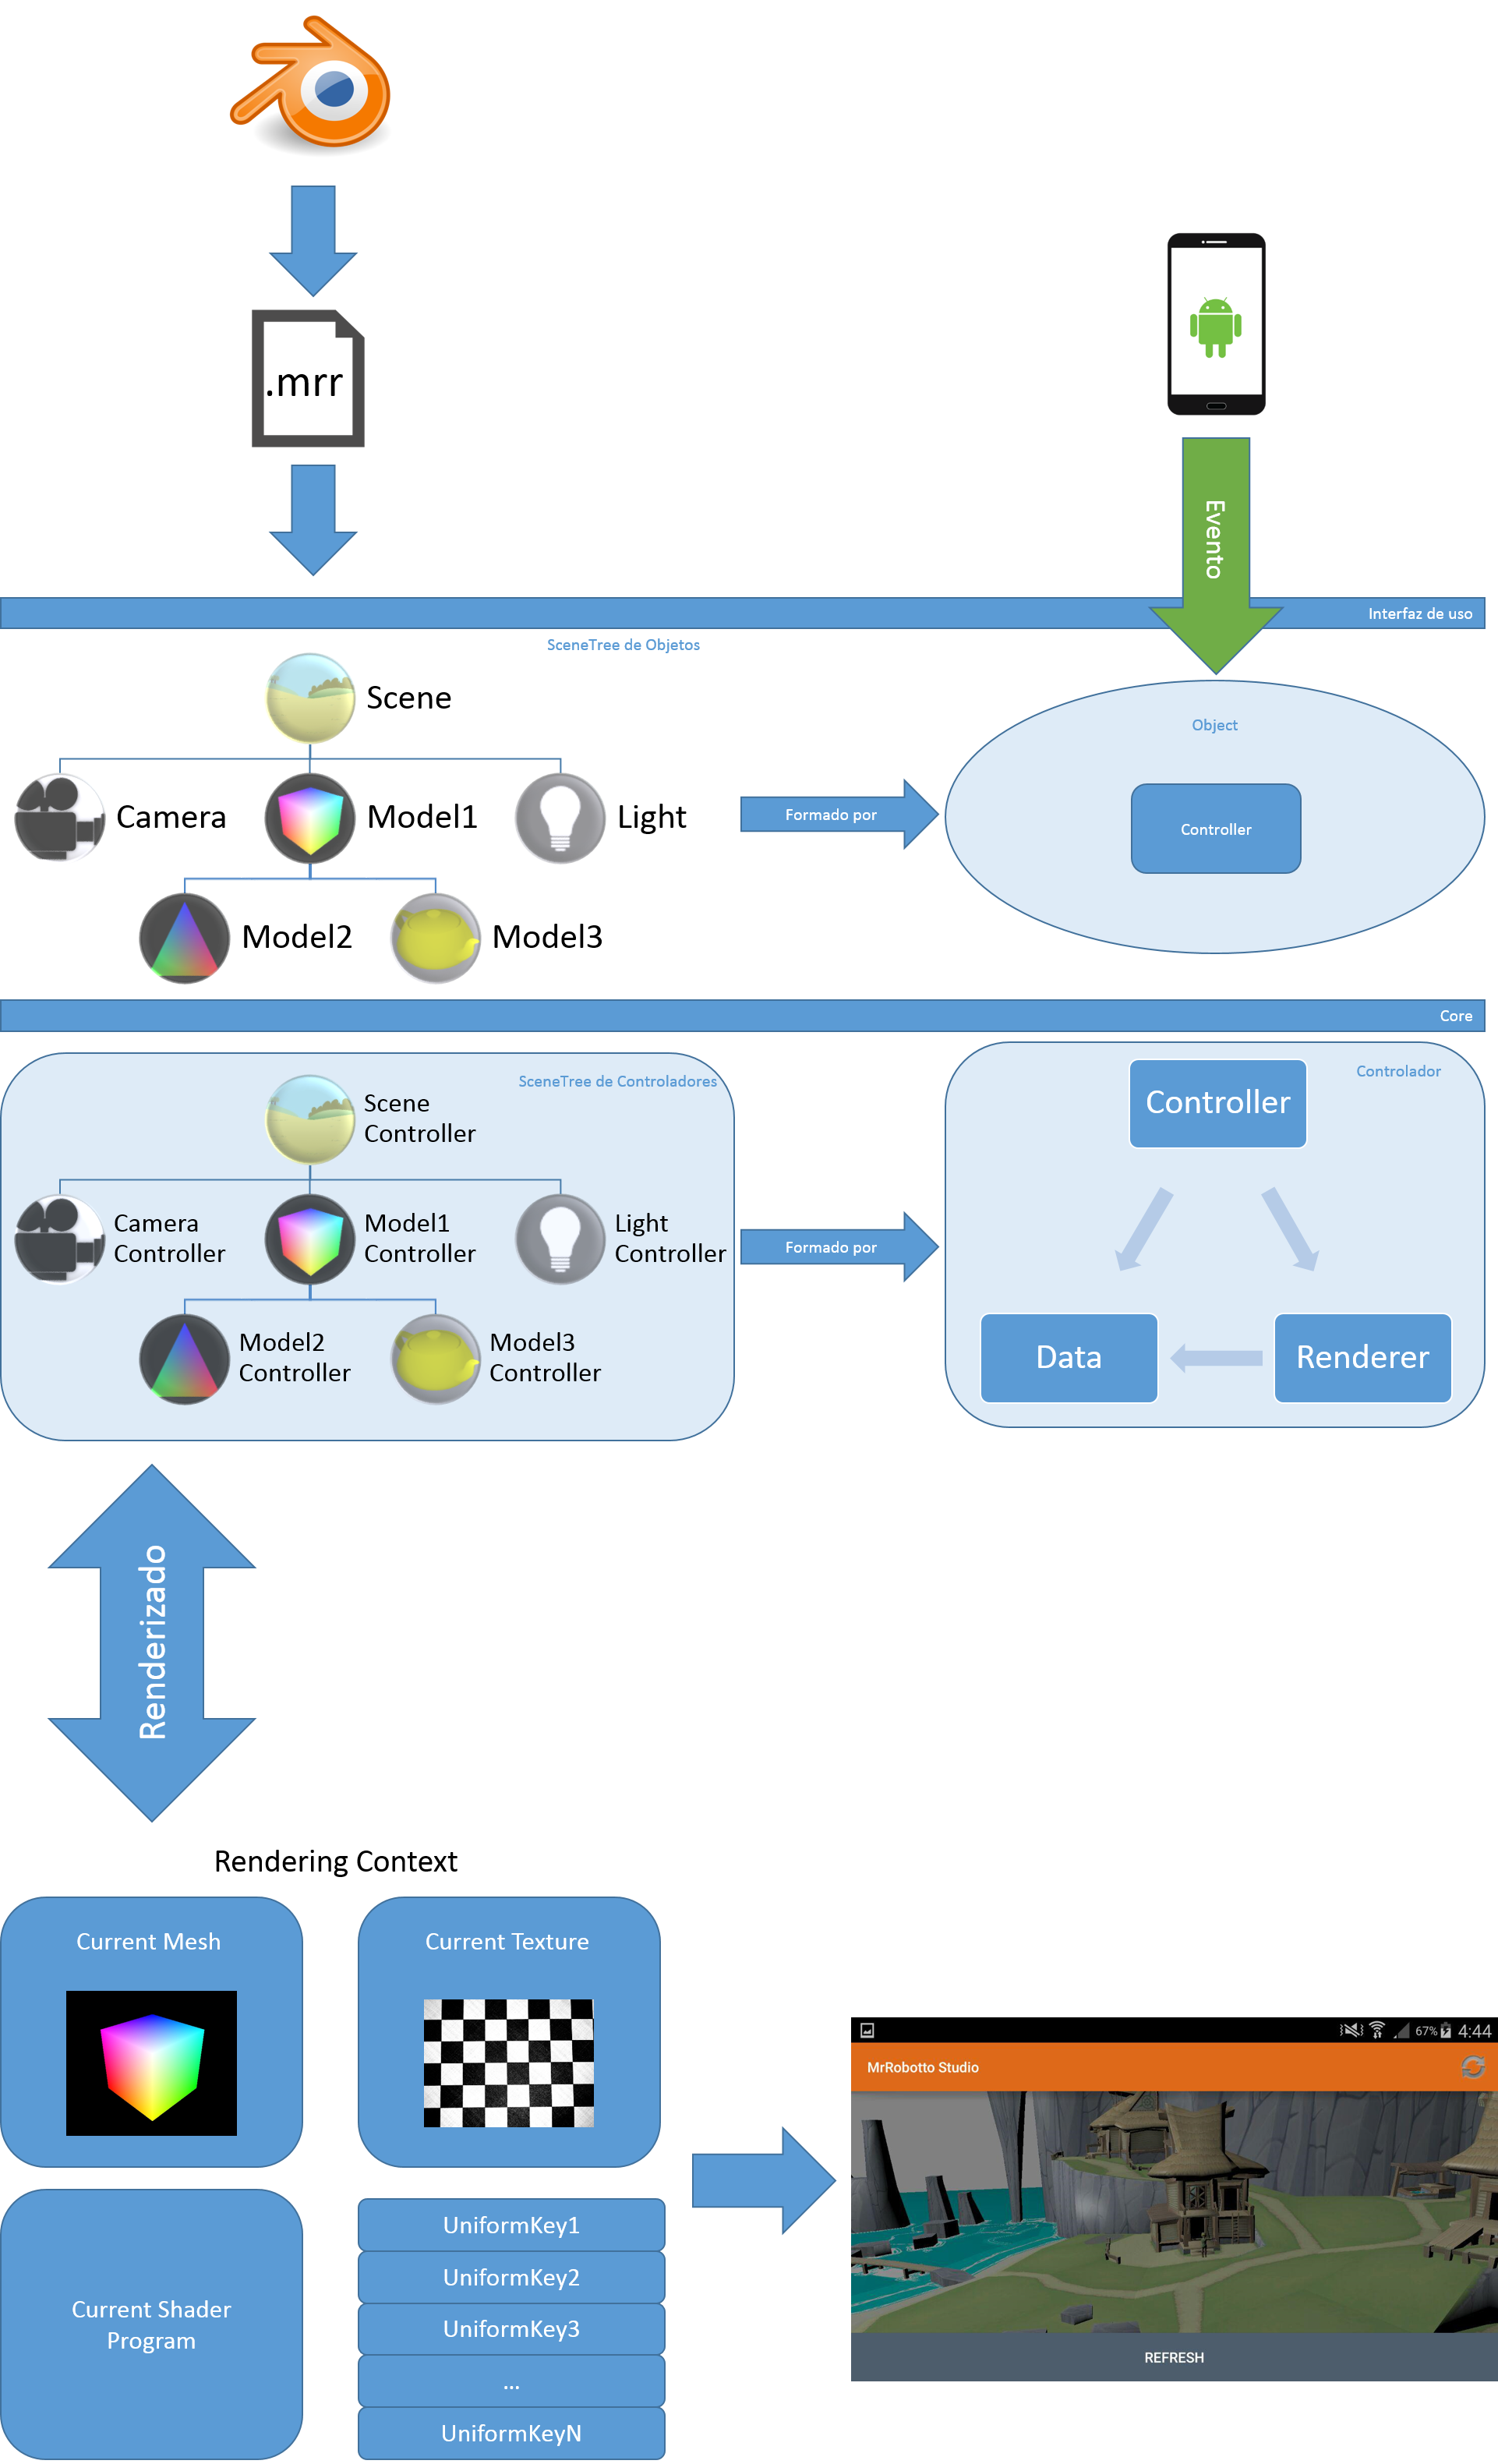 .mrr
Evento
Interfaz de uso
SceneTree de Objetos
Scene
Camera
Model1
Light
Model2
Model3
Formado por
Object
Controller
Core
SceneTree de Controladores
Scene
Controller
Camera
Controller
Model1
Controller
Light
Controller
Model2
Controller
Model3
Controller
Formado por
Controlador
Controller
Data
Renderer
Renderizado
Rendering Context
Current Mesh
Current Texture
Current Shader
Program
UniformKey1
UniformKey2
UniformKey3
...
UniformKeyN
67% 4:44
MrRobotto Studio
REFRESH